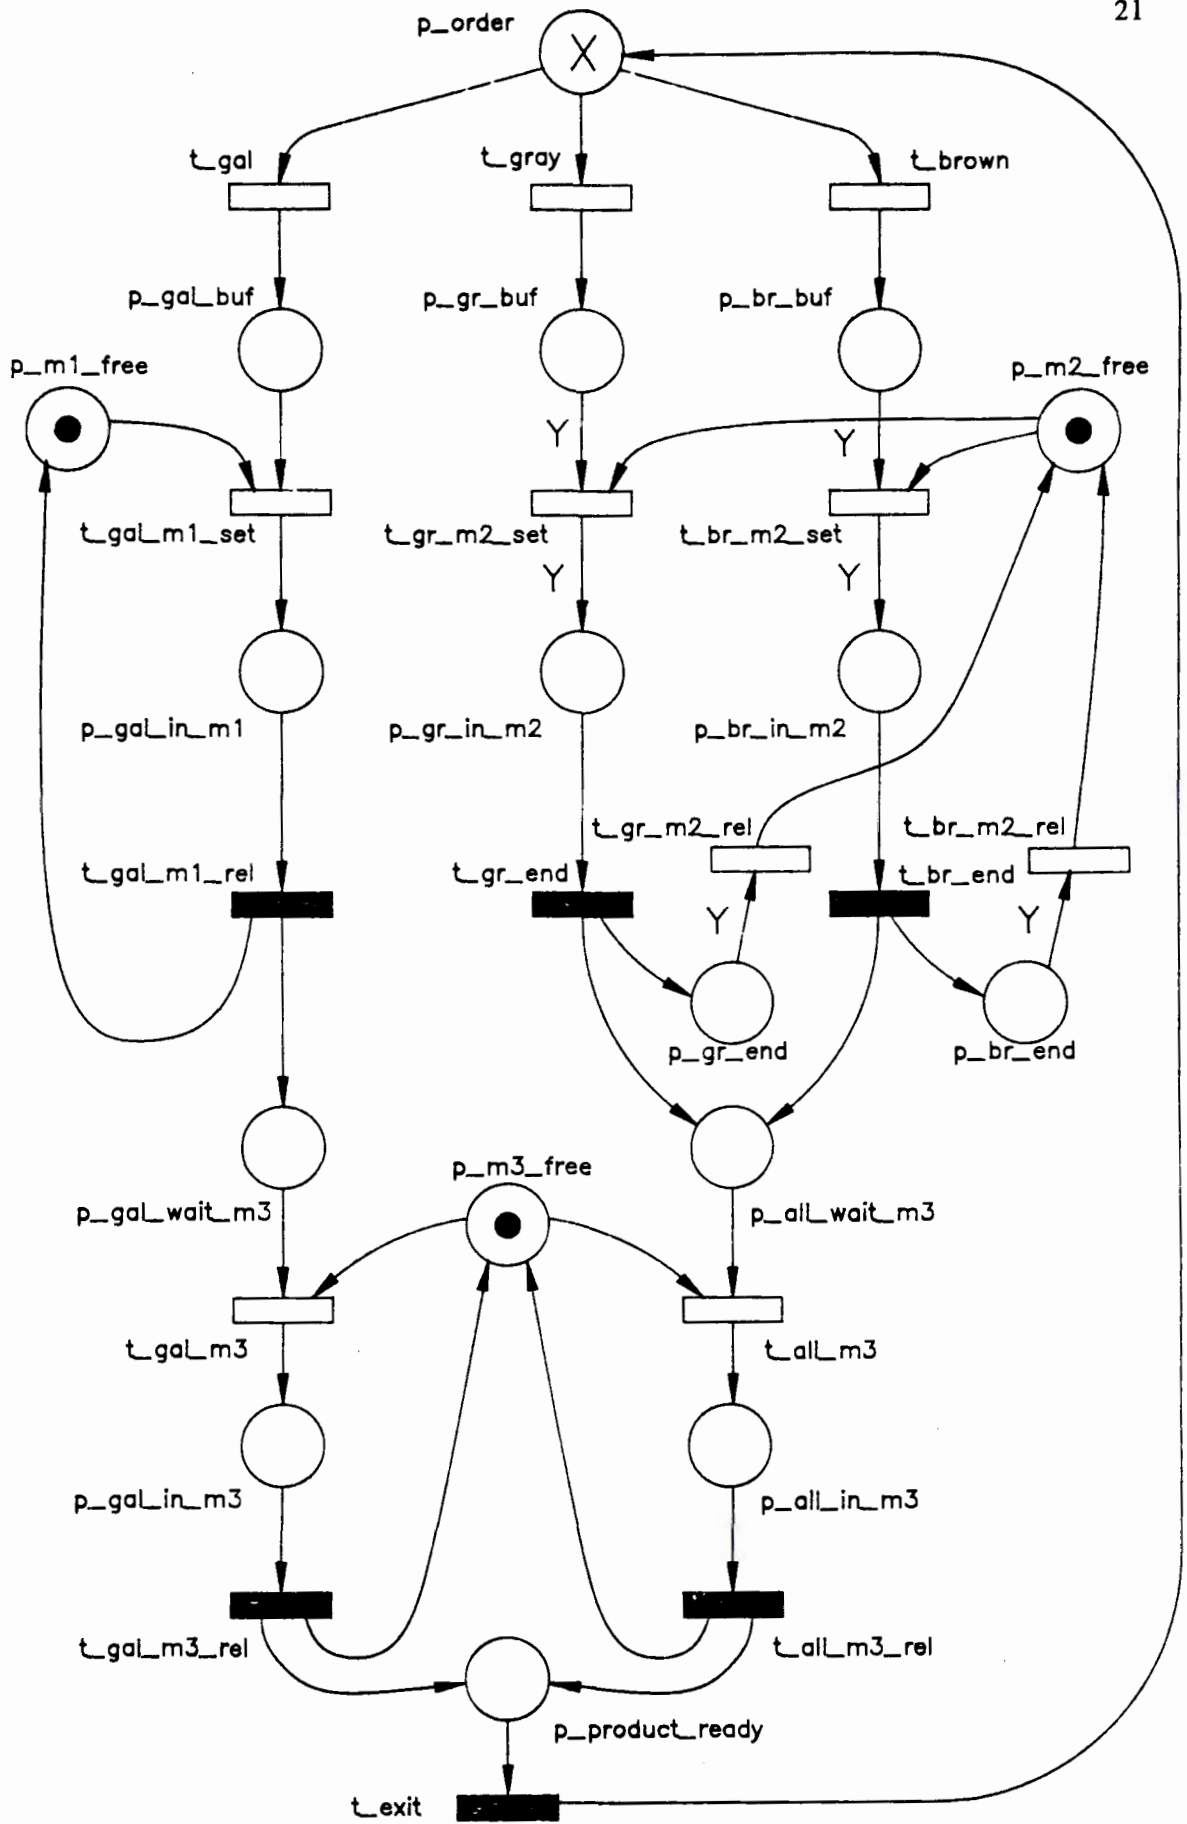 21
p_order
X
t_gal
t_gray
t_brown
p_gal_buf
p_gr_buf
p_br_buf
p_m1_free
p_m2_free
Y
Y
t_gal_m1_set
t_gr_m2_set
t_br_m2_set
Y
Y
p_gal_in_m1
p_gr_in_m2
p_br_in_m2
t_gr_m2_rel
t_br_m2_rel
t_gal_m1_rel
t_gr_end
t_br_end
Y
Y
p_gr_end
p_br_end
p_m3_free
p_gal_wait_m3
p_all_wait_m3
t_gal_m3
t_all_m3
p_gal_in_m3
p_all_in_m3
t_gal_m3_rel
t_all_m3_rel
p_product_ready
t_exit